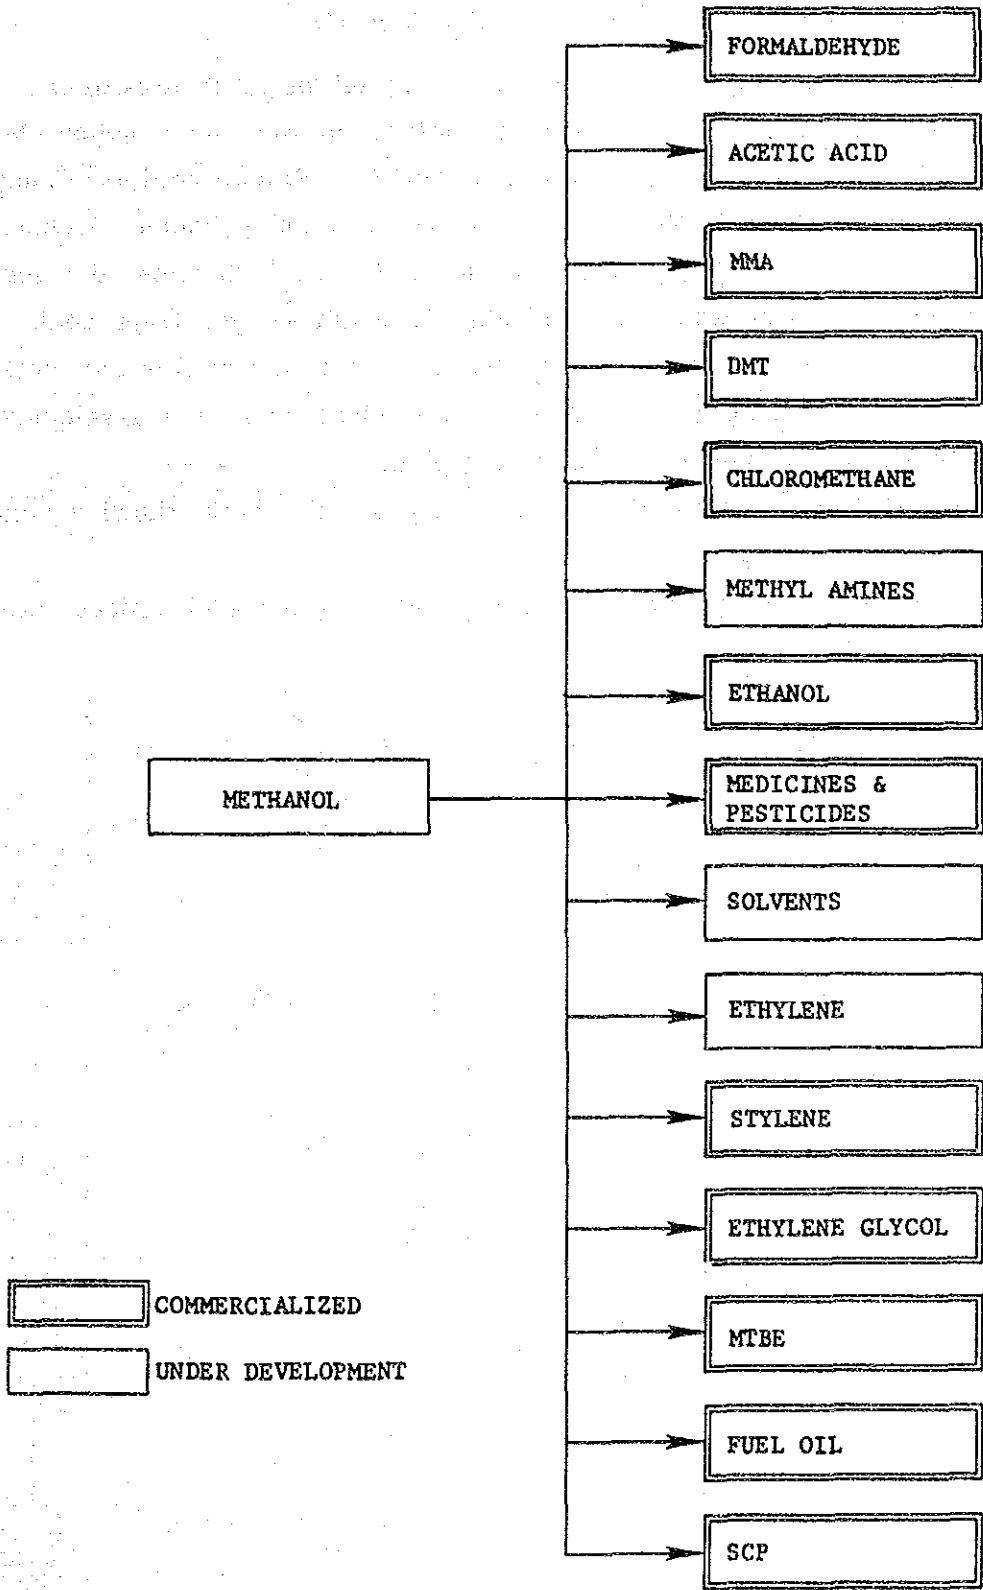 FORMALDEHYDE
ACETIC ACID
MMA
DMT
CHLOROMETHANE
METHYL AMINES
ETHANOL
METHANOL
MEDICINES &
PESTICIDES
SOLVENTS
ETHYLENE
STYLENE
ETHYLENE GLYCOL
COMMERCIALIZED
MTBE
UNDER DEVELOPMENT
FUEL OIL
SCP